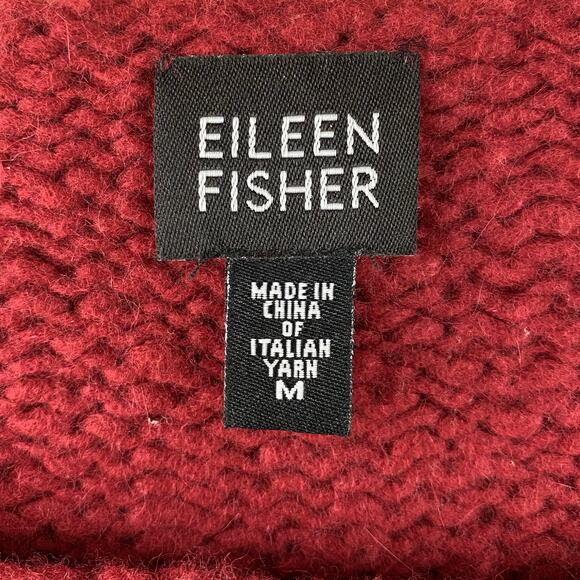 EILEEN
FISHER
MADE IN
CHINA
OF
ITALIAN
YARN
M